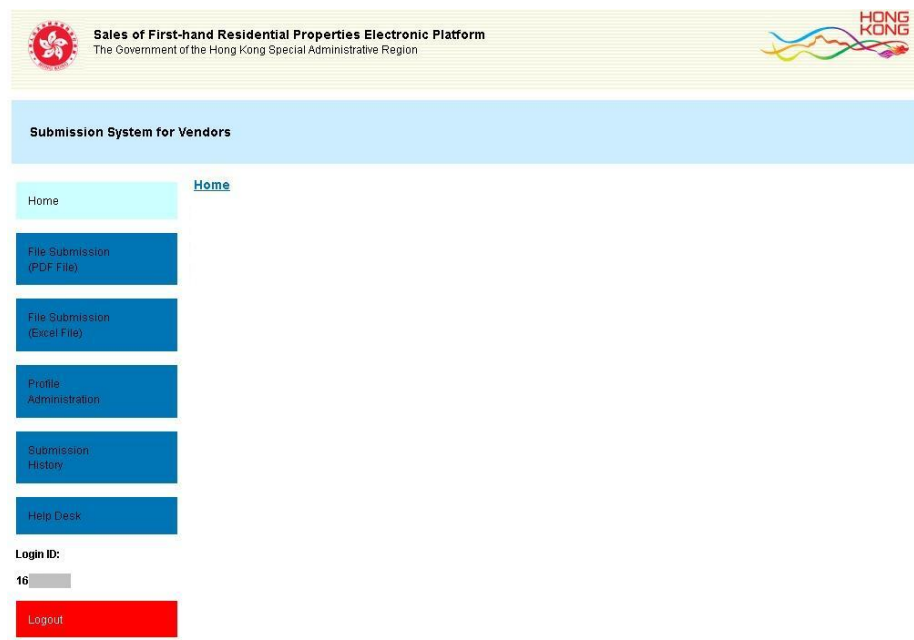 Sales of First-hand Residential Properties Electronic Platform
The Government of the Hong Kong Special Administrative Region
HONG
KONG
Submission System for Vendors
Home
Home
File Submission
(PDF File)
File Submission
(Excel File)
Profile
Administration
Submission
History
Help Desk
Login ID:
16
Logout